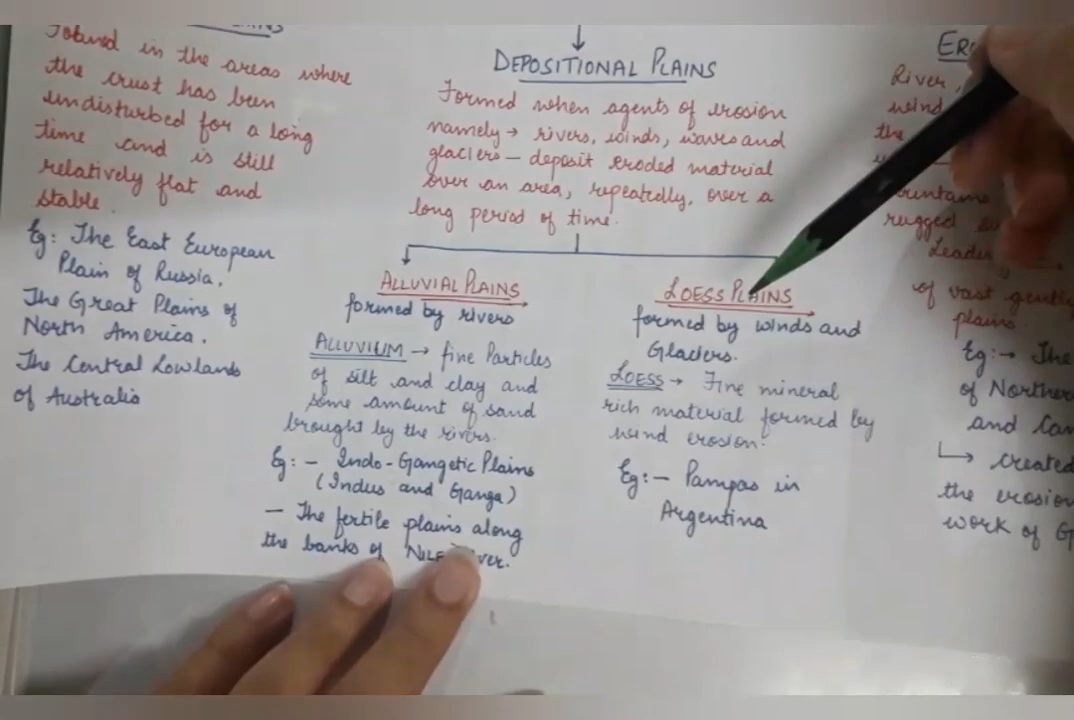 Formed in the areas where
the crust has been
undisturbed for a long
time and is still
relatively flat and
stable.
Eg: The East European
Plain of Russia.
The Great Plains of
North America.
The Central Lowlands
of Australia
DEPOSITIONAL PLAINS
Formed when agents of erosion
namely → rivers, winds, waves and
glaciers – deposit eroded material
over an area, repeatedly, over a
long period of time.
ALLUVIAL PLAINS
formed by rivers
ALLUVIUM → fine Particles
of silt and clay and
some amount of sand
brought by the rivers.
Eg: – Indo-Gangetic Plains
(Indus and Ganga)
– The fertile plains along
the banks of NILE
LOESS PLAINS
formed by winds and
Glaciers.
LOESS → Fine mineral
rich material formed by
wind erosion.
Eg:– Pampas in
Argentina
River,
wind
the
rugged
of vast gently
plains.
Eg:→ The
of Northern
and
↳ created
the erosion
work of